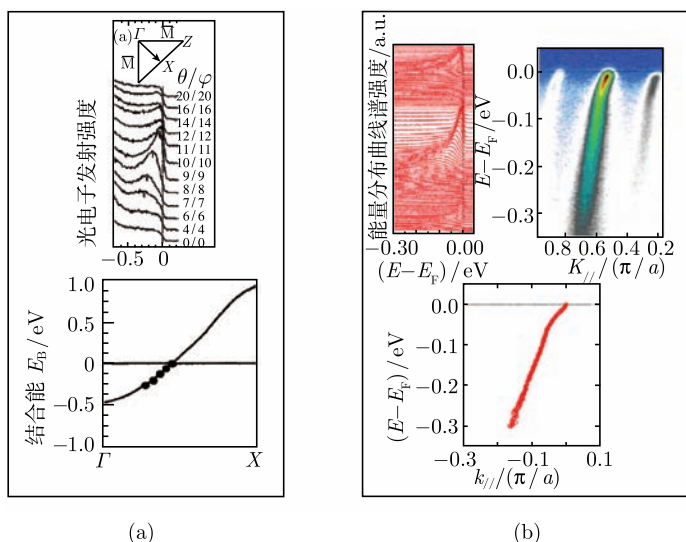 (a) Γ M̄ Z
M̄ X
θ/φ
20/20
16/16
14/14
12/12
11/11
10/10
9/9
8/8
7/7
6/6
4/4
0/0
光电子发射强度
−0.5 0
1.0
0.5
0
−0.5
−1.0
结合能 E_B/eV
Γ X
(a)
能量分布曲线谱强度/a.u.
−0.30 0.00
(E−E_F)/eV
E−E_F/eV
0.0
−0.1
−0.2
−0.3
0.8 0.6 0.4 0.2
K_//(π/a)
(E−E_F)/eV
0.0
−0.1
−0.2
−0.3
−0.3 −0.1 0.1
k_///(π/a)
(b)